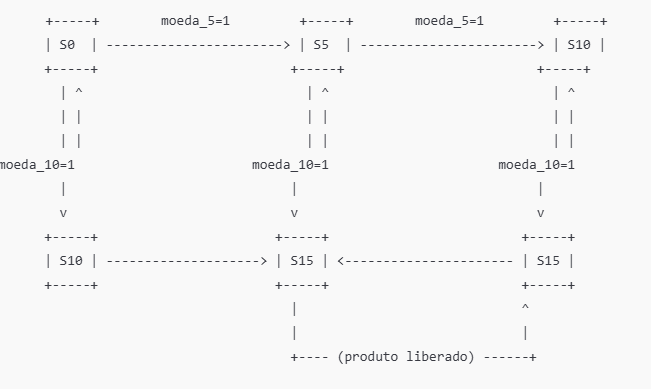 +-----+        moeda_5=1         +-----+        moeda_5=1         +-----+
| S0  | -----------------------> | S5  | -----------------------> | S10 |
+-----+                         +-----+                         +-----+
  | ^                             | ^                             | ^
  | |                             | |                             | |
  | |                             | |                             | |
moeda_10=1                       moeda_10=1                      moeda_10=1
  |                             |                               |
  v                             v                               v
+-----+                       +-----+                         +-----+
| S10 | --------------------> | S15 | <---------------------- | S15 |
+-----+                       +-----+                         +-----+
                                |                             ^
                                |                             |
                                +---- (produto liberado) ------+